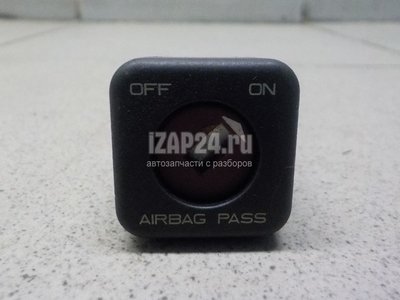 OFF ON
iZAP24.ru
автозапчасти с разборов
AIRBAG PASS